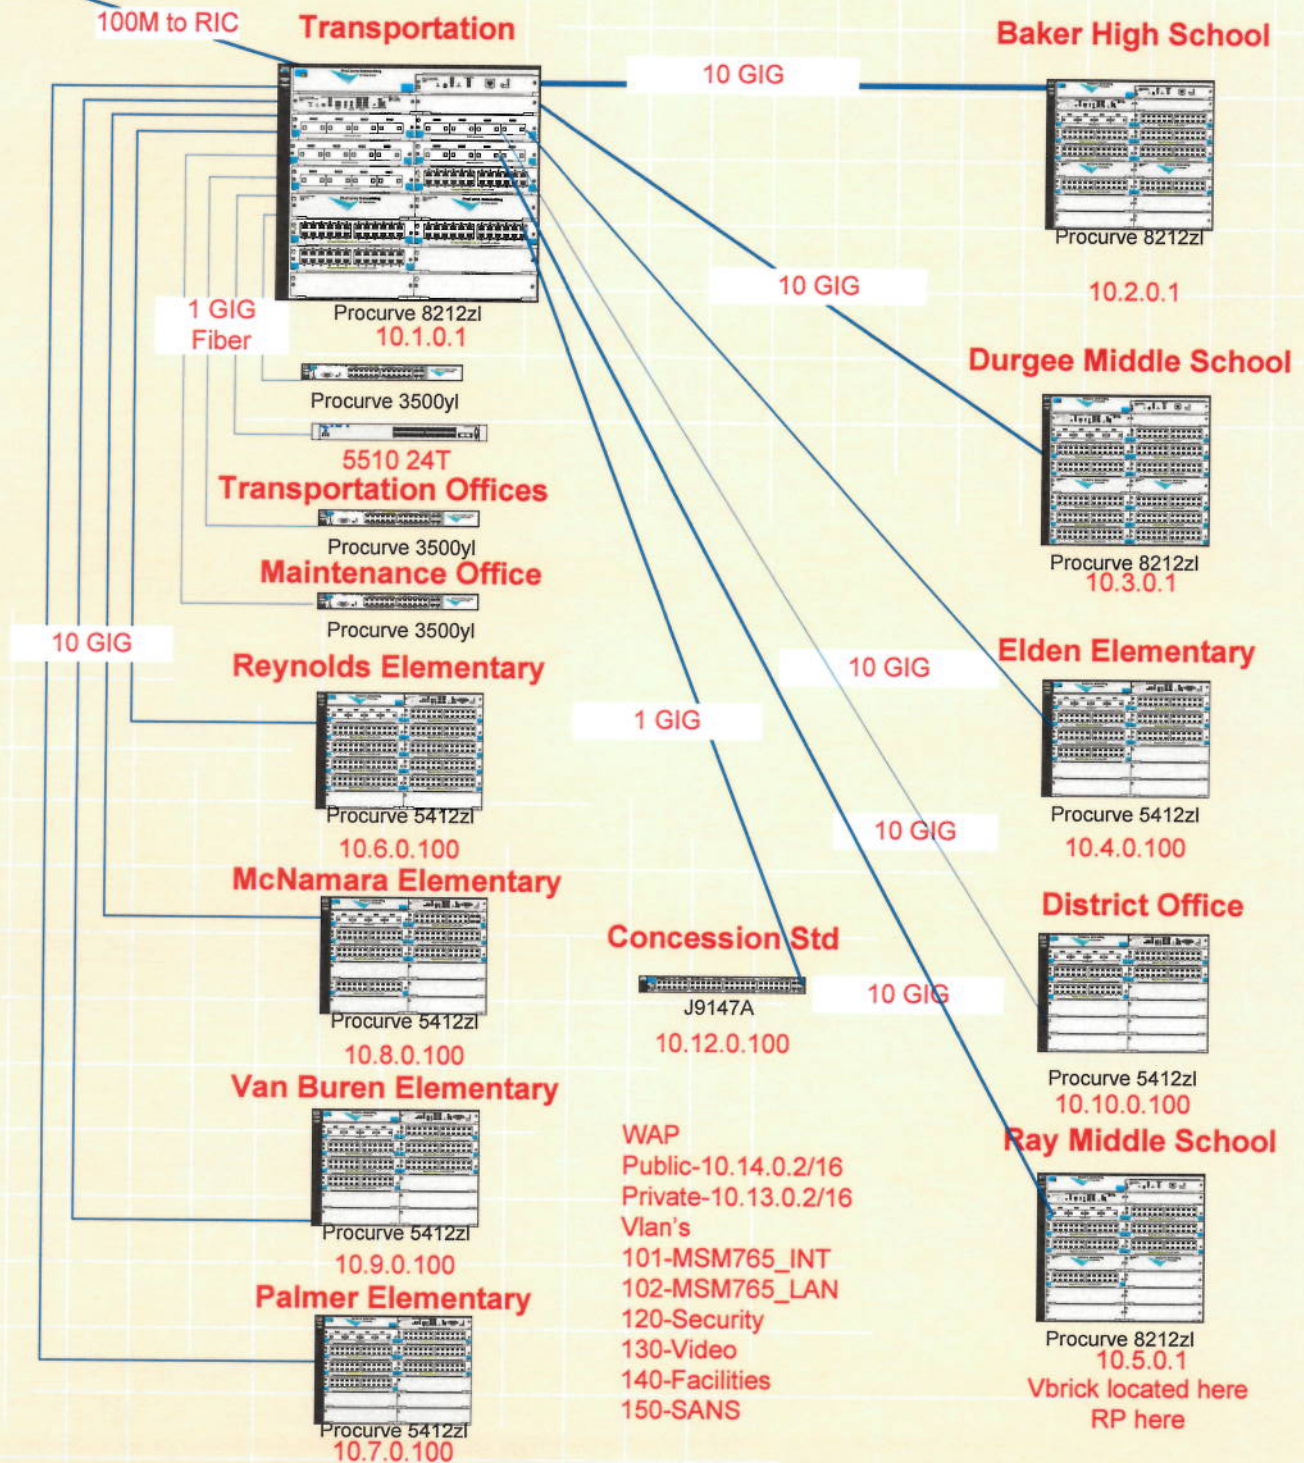 100M to RIC
Transportation
Procurve 8212zl
10.1.0.1
1 GIG
Fiber
Procurve 3500yl
5510 24T
Transportation Offices
Procurve 3500yl
Maintenance Office
Procurve 3500yl
10 GIG
Reynolds Elementary
Procurve 5412zl
10.6.0.100
McNamara Elementary
Procurve 5412zl
10.8.0.100
Van Buren Elementary
Procurve 5412zl
10.9.0.100
Palmer Elementary
Procurve 5412zl
10.7.0.100
10 GIG
10 GIG
10 GIG
1 GIG
10 GIG
10 GIG
Concession Std
J9147A
10.12.0.100
WAP
Public-10.14.0.2/16
Private-10.13.0.2/16
Vlan's
101-MSM765_INT
102-MSM765_LAN
120-Security
130-Video
140-Facilities
150-SANS
Baker High School
Procurve 8212zl
10.2.0.1
Durgee Middle School
Procurve 8212zl
10.3.0.1
Elden Elementary
Procurve 5412zl
10.4.0.100
District Office
Procurve 5412zl
10.10.0.100
Ray Middle School
Procurve 8212zl
10.5.0.1
Vbrick located here
RP here